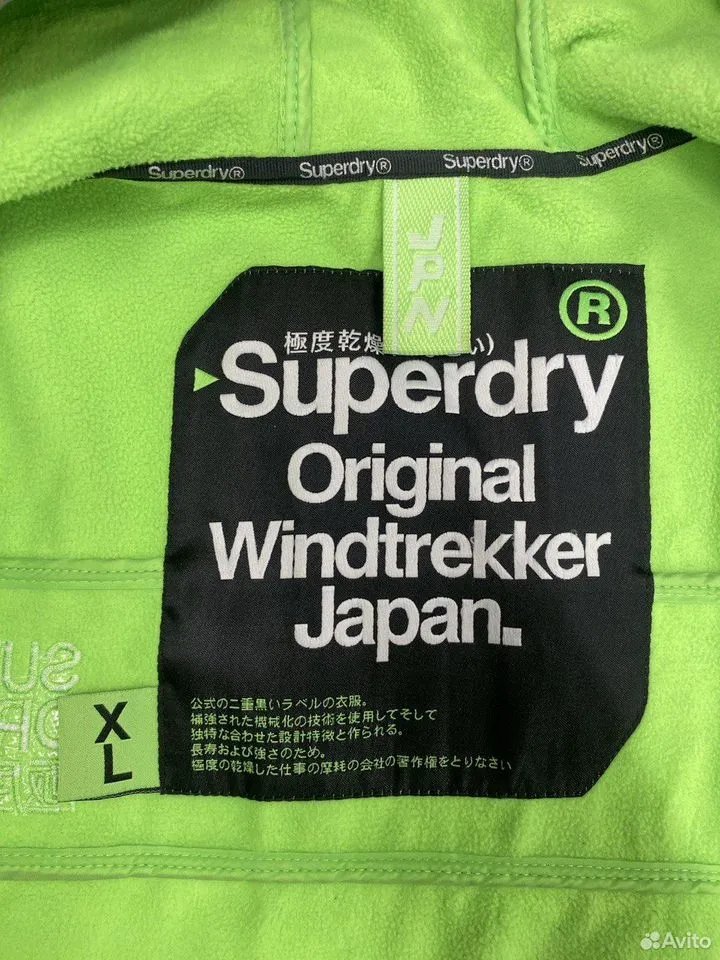 Superdry® Superdry® Superdry® Superdry®
JPN
®
極度乾燥 い)
Superdry
Original
Windtrekker
Japan.
公式の二重黒いラベルの衣服。
補強された機械化の技術を使用してそして
独特な合わせた設計特徴と作られる。
長寿および強さのため。
極度の乾燥した仕事の摩耗の会社の著作権をとりなさい
XL
Avito